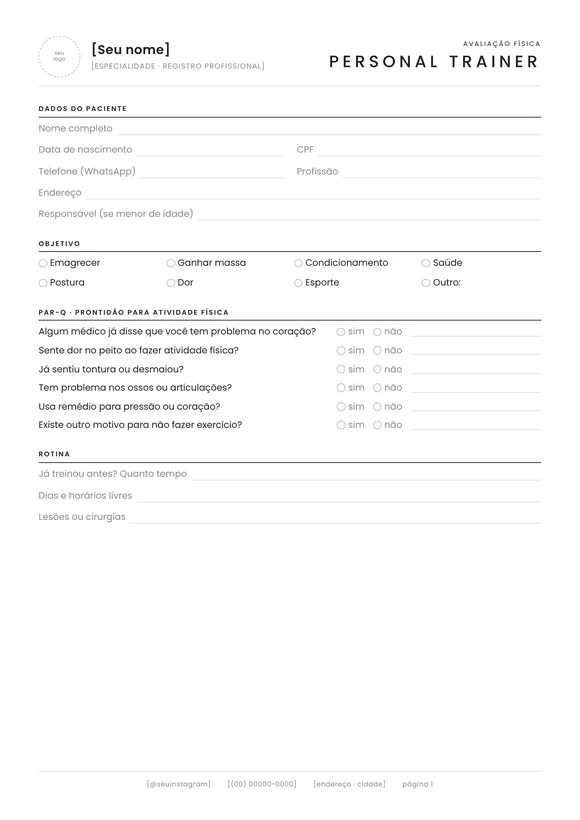 seu
logo
[Seu nome]
[ESPECIALIDADE · REGISTRO PROFISSIONAL]
AVALIAÇÃO FÍSICA
PERSONAL TRAINER
DADOS DO PACIENTE
Nome completo
Data de nascimento CPF
Telefone (WhatsApp) Profissão
Endereço
Responsável (se menor de idade)
OBJETIVO
Emagrecer Ganhar massa Condicionamento Saúde
Postura Dor Esporte Outro:
PAR-Q · PRONTIDÃO PARA ATIVIDADE FÍSICA
Algum médico já disse que você tem problema no coração? sim não
Sente dor no peito ao fazer atividade física? sim não
Já sentiu tontura ou desmaiou? sim não
Tem problema nos ossos ou articulações? sim não
Usa remédio para pressão ou coração? sim não
Existe outro motivo para não fazer exercício? sim não
ROTINA
Já treinou antes? Quanto tempo
Dias e horários livres
Lesões ou cirurgias
[@seuinstagram] [(00) 00000-0000] [endereço · cidade] página 1